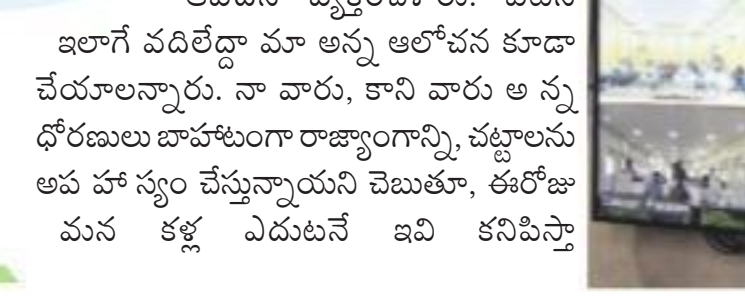 ఇలాగే వదిలేద్దా మా అన్న ఆలోచన కూడా
చేయాలన్నారు. నా వారు, కాని వారు అ న్న
ధోరణులు బాహాటంగా రాజ్యాంగాన్ని, చట్టాలను
అప హా స్యం చేస్తున్నాయని చెబుతూ, ఈరోజు
మన కళ్ల ఎదుటనే ఇవి కనిపిస్తా